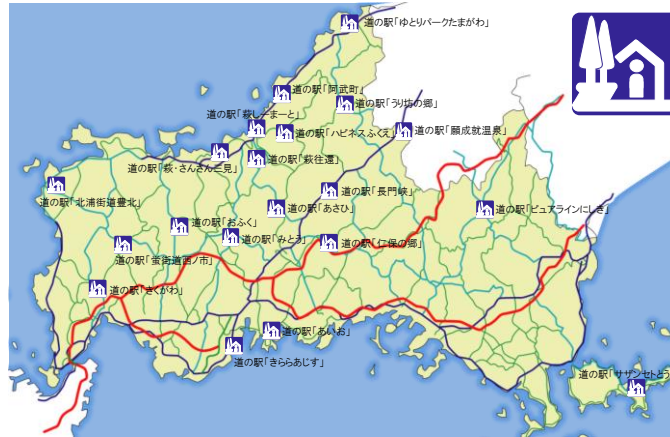 道の駅「ゆとりパークたまがわ」
道の駅「阿武町」
道の駅「うり坊の郷」
道の駅「萩しーまーと」
道の駅「ハピネスふくえ」
道の駅「願成就温泉」
道の駅「萩・さんさん三見」
道の駅「萩往還」
道の駅「北浦街道豊北」
道の駅「長門峡」
道の駅「あさひ」
道の駅「ピュアラインにしき」
道の駅「おふく」
道の駅「みとう」
道の駅「仁保の郷」
道の駅「蛍街道西ノ市」
道の駅「きくがわ」
道の駅「あいお」
道の駅「きららあじす」
道の駅「サザンセトとう